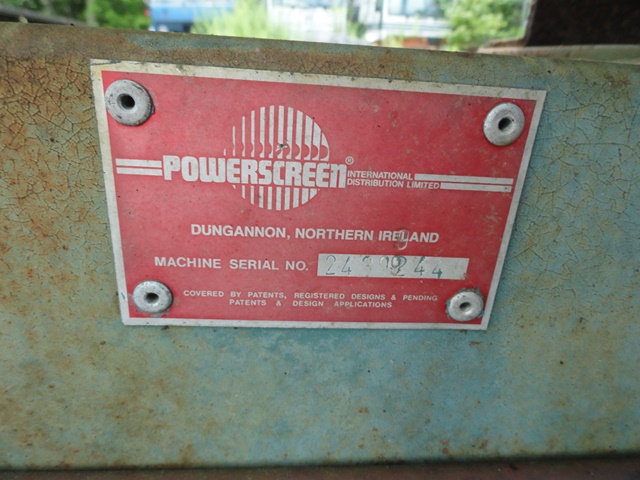 POWERSCREEN®
INTERNATIONAL
DISTRIBUTION LIMITED
DUNGANNON, NORTHERN IRELAND
MACHINE SERIAL NO.
COVERED BY PATENTS, REGISTERED DESIGNS & PENDING
PATENTS & DESIGN APPLICATIONS